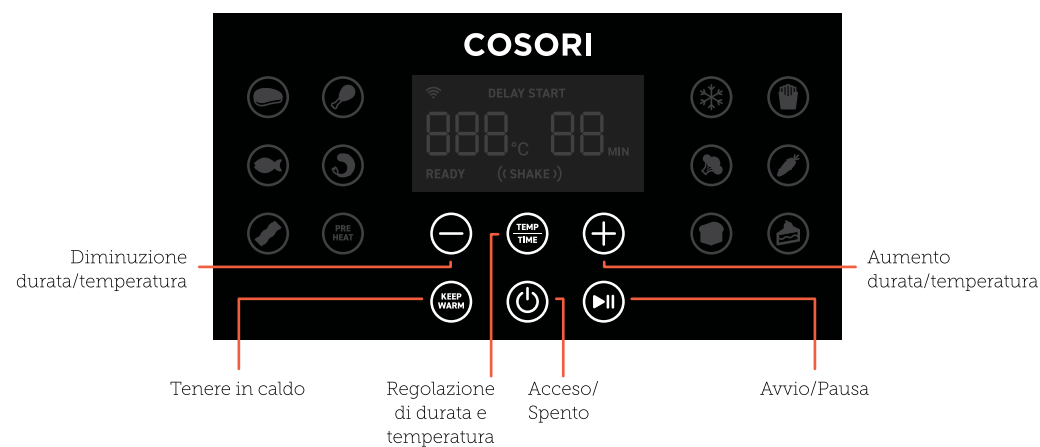 COSORI
DELAY START
888°C 88 MIN
READY ((SHAKE))
PRE
HEAT
TEMP
TIME
Diminuzione
durata/temperatura
Aumento
durata/temperatura
KEEP
WARM
Tenere in caldo
Regolazione
di durata e
temperatura
Acceso/
Spento
Avvio/Pausa